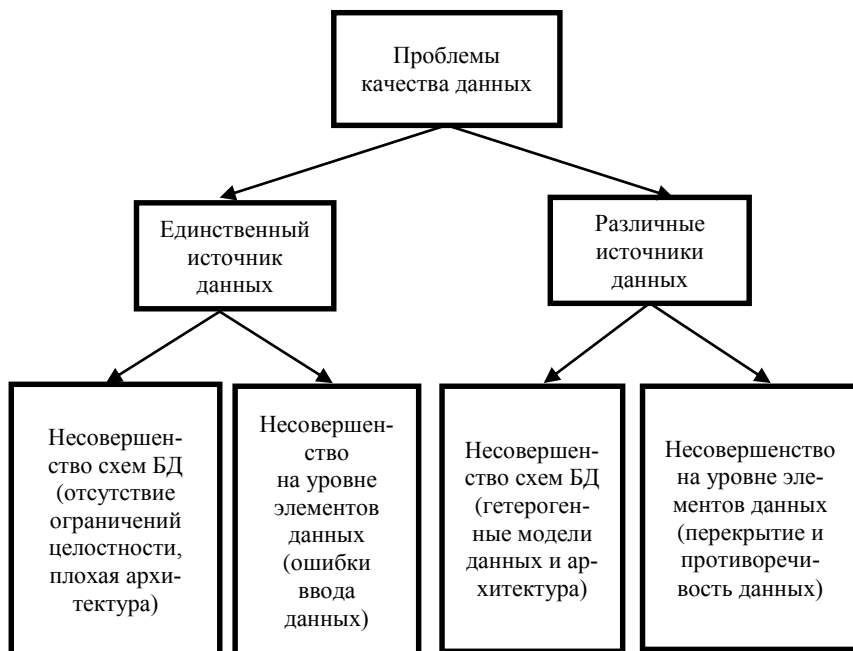 Проблемы
качества данных
Единственный
источник
данных
Различные
источники
данных
Несовершен-
ство схем БД
(отсутствие
ограничений
целостности,
плохая архи-
тектура)
Несовершен-
ство
на уровне
элементов
данных
(ошибки
ввода
данных)
Несовершен-
ство схем БД
(гетероген-
ные модели
данных и ар-
хитектура)
Несовершенство
на уровне эле-
ментов данных
(перекрытие и
противоречи-
вость данных)